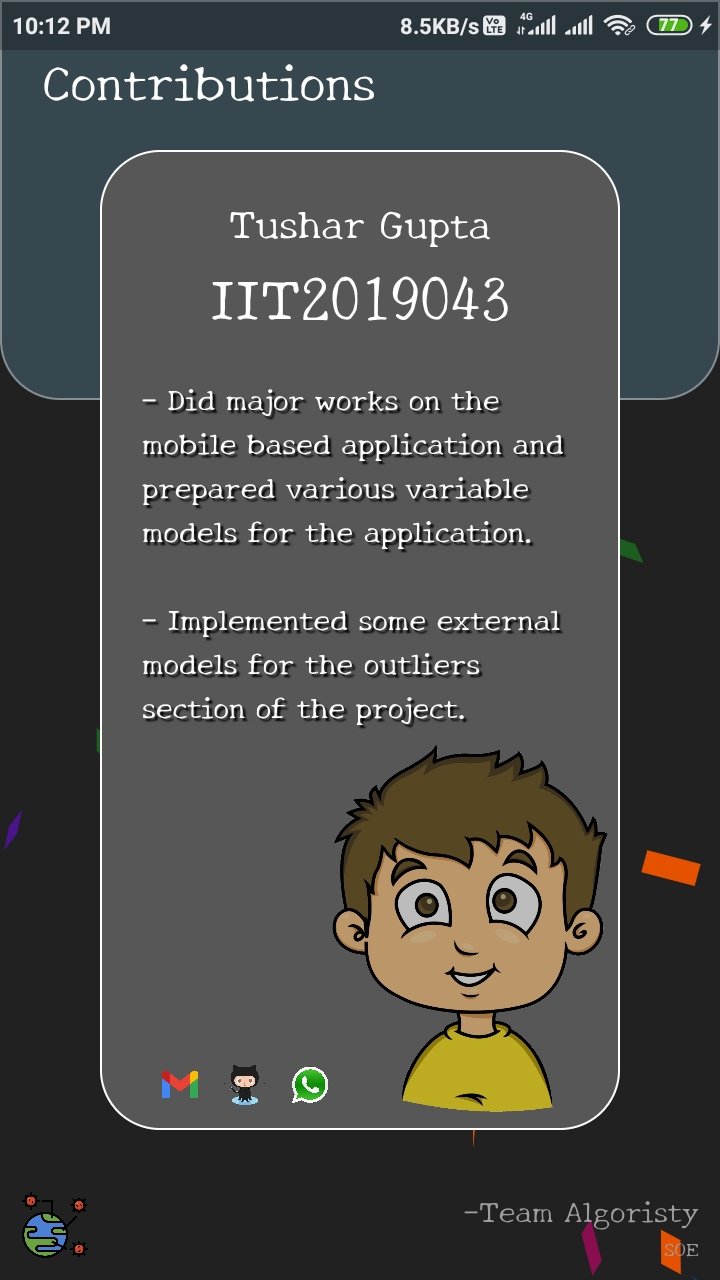 10:12 PM 8.5KB/s Vo LTE 4G 77
Contributions
Tushar Gupta
IIT2019043
- Did major works on the
mobile based application and
prepared various variable
models for the application.
- Implemented some external
models for the outliers
section of the project.
-Team Algoristy
SOE